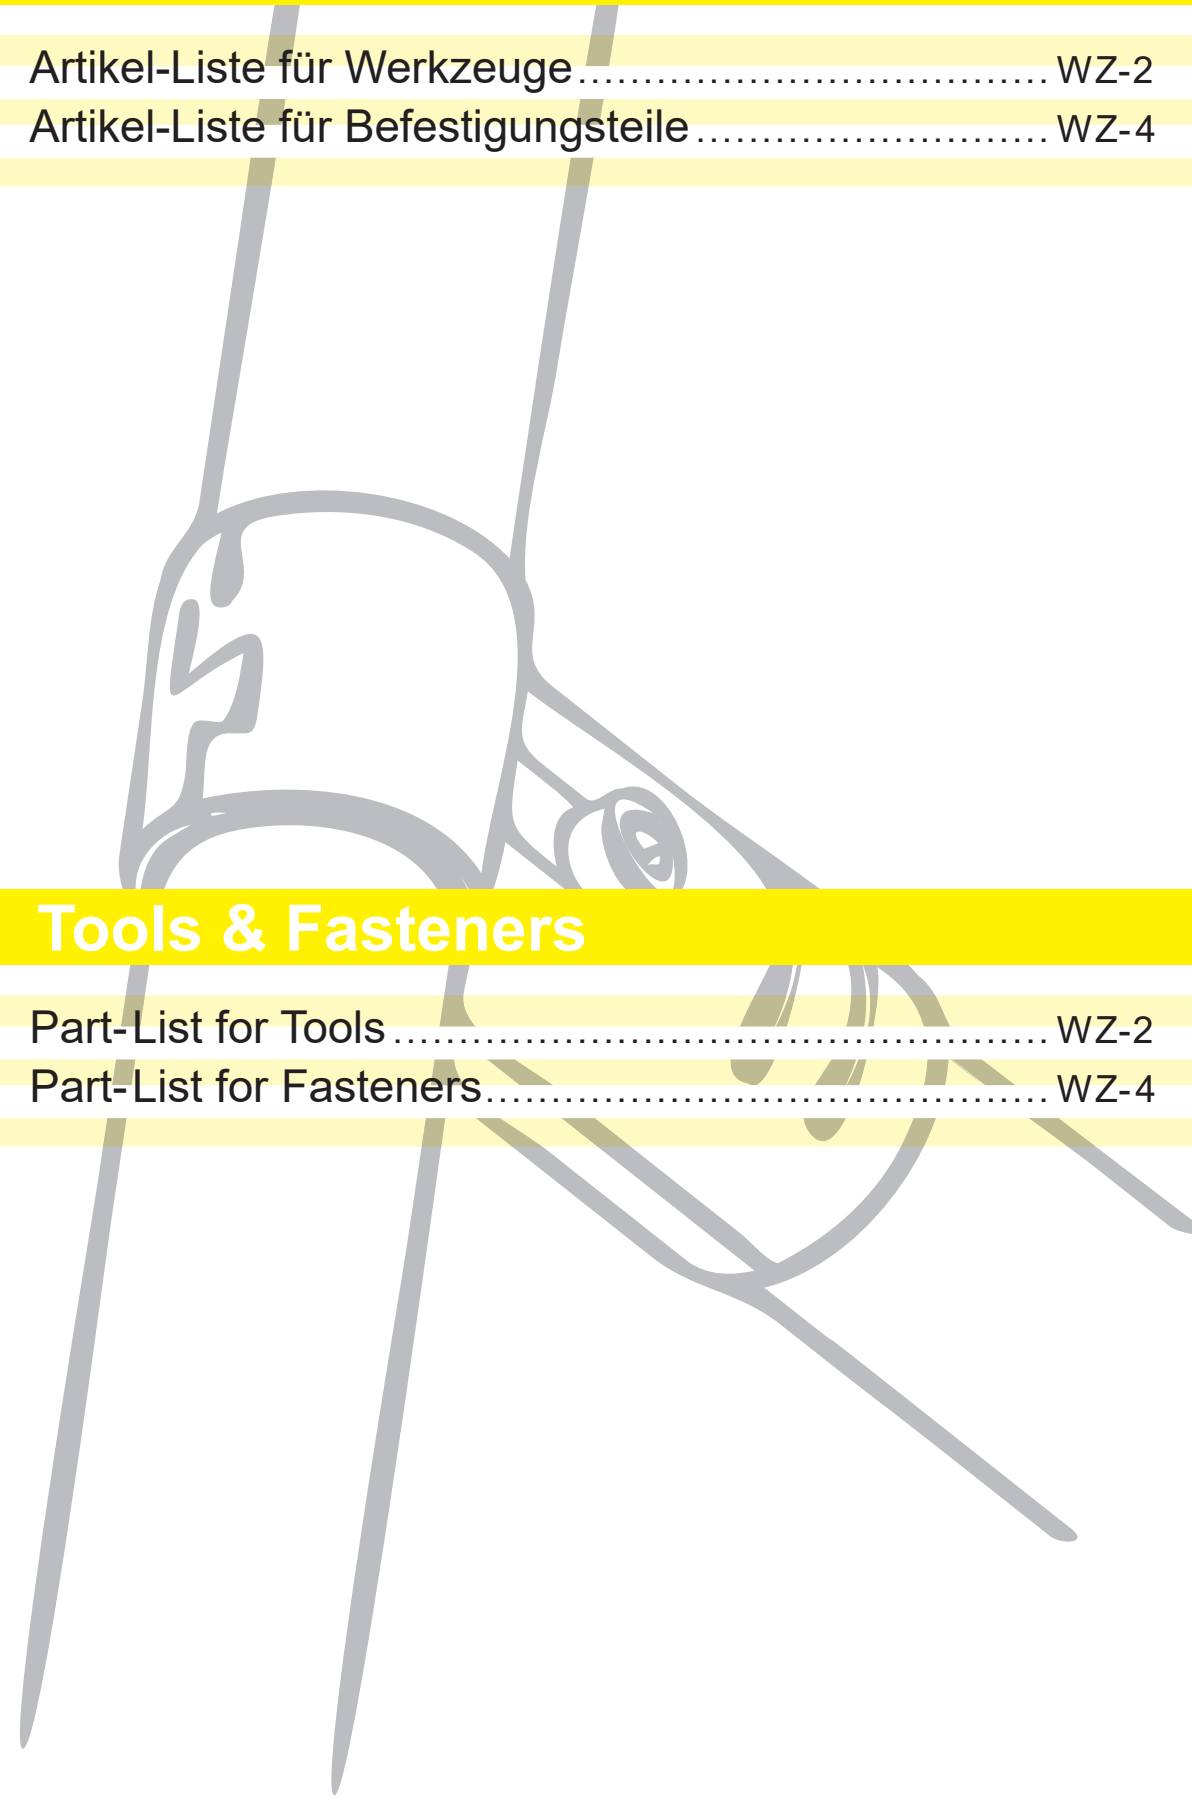 Artikel-Liste für Werkzeuge.................................... WZ-2
Artikel-Liste für Befestigungsteile........................... WZ-4
Tools & Fasteners
Part-List for Tools.................................................. WZ-2
Part-List for Fasteners........................................... WZ-4